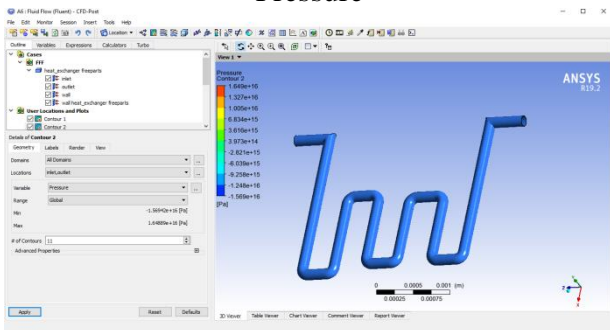 Pressure
A4 : Fluid Flow (Fluent) - CFD-Post
File Edit Monitor Session Insert Tools Help
Location
Outline Variables Expressions Calculators Turbo
Cases
FFF
heat_exchanger freeparts
inlet
outlet
wall
wall heat_exchanger freeparts
User Locations and Plots
Contour 1
Contour 2
Details of Contour 2
Geometry Labels Render View
Domains All Domains
Locations inlet,outlet
Variable Pressure
Range Global
Min -1.56942e+16 [Pa]
Max 1.64889e+16 [Pa]
# of Contours 11
Advanced Properties
Apply Reset Defaults
View 1
Pressure
Contour 2
1.649e+16
1.327e+16
1.005e+16
6.834e+15
3.616e+15
3.973e+14
-2.821e+15
-6.039e+15
-9.258e+15
-1.248e+16
-1.569e+16
[Pa]
ANSYS
R19.2
0 0.0005 0.001 (m)
0.00025 0.00075
3D Viewer Table Viewer Chart Viewer Comment Viewer Report Viewer